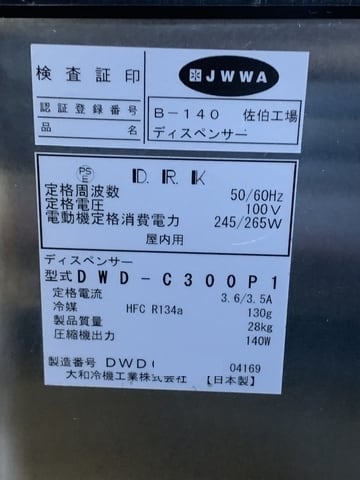 検査証印 JWWA
認証登録番号 B-140 佐伯工場
品名 ディスペンサー
PS E D.R.K
定格周波数 50/60Hz
定格電圧 100V
電動機定格消費電力 245/265W
屋内用
ディスペンサー
型式 DWD-C300P1
定格電流 3.6/3.5A
冷媒 HFC R134a 130g
製品質量 28kg
圧縮機出力 140W
製造番号 DWD 04169
大和冷機工業株式会社 【日本製】